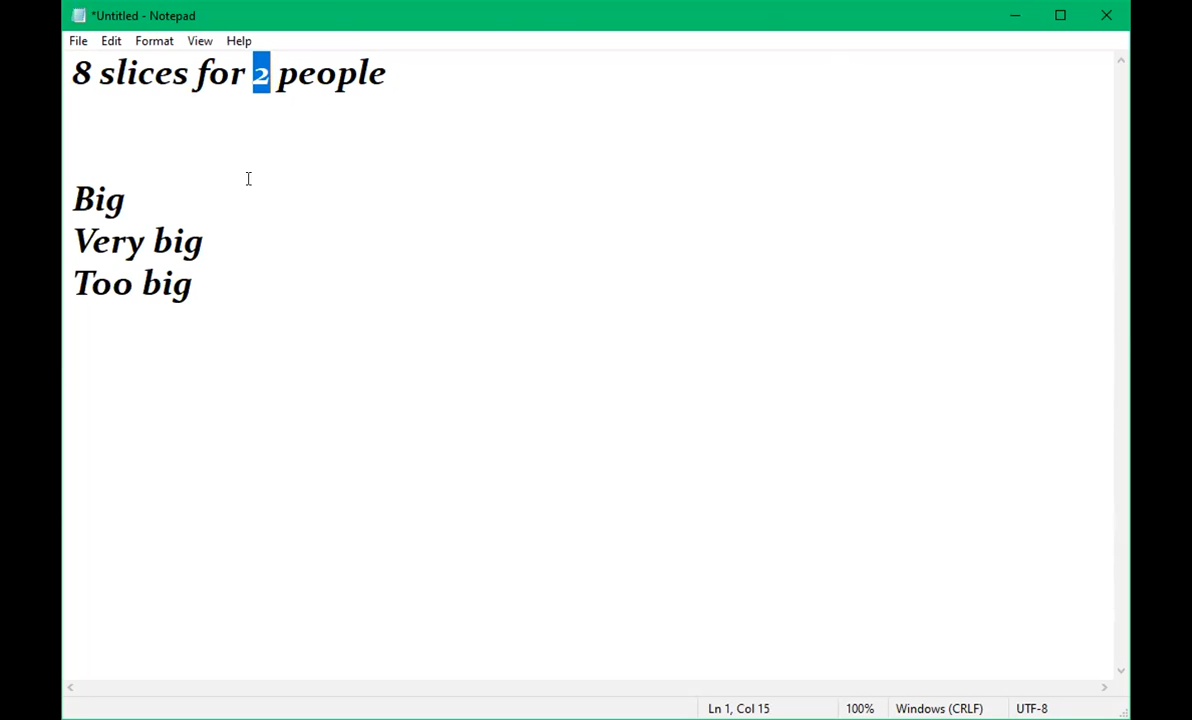 *Untitled - Notepad
File Edit Format View Help
8 slices for 2 people
Big
Very big
Too big
Ln 1, Col 15 100% Windows (CRLF) UTF-8